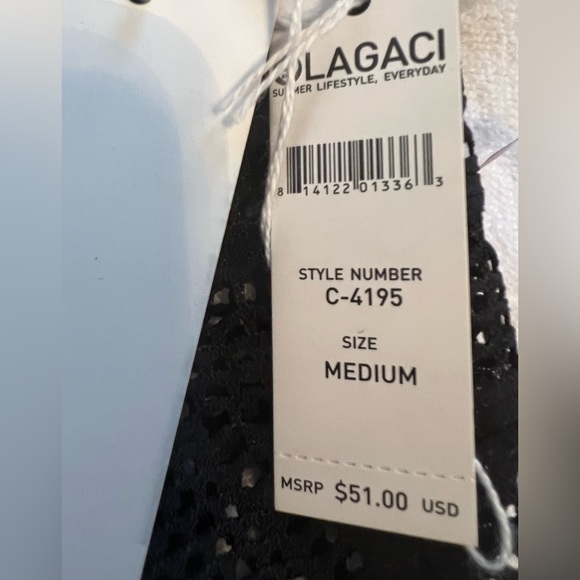 OLAGACI
SUMMER LIFESTYLE, EVERYDAY
8 14122 01336 3
STYLE NUMBER
C-4195
SIZE
MEDIUM
MSRP $51.00 USD